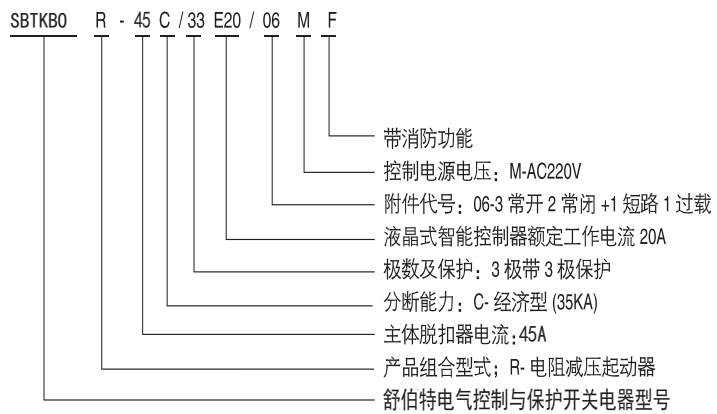 SBTKB0 R - 45 C / 33 E20 / 06 M F
带消防功能
控制电源电压：M-AC220V
附件代号：06-3 常开 2 常闭 +1 短路 1 过载
液晶式智能控制器额定工作电流 20A
极数及保护：3 极带 3 极保护
分断能力：C- 经济型 (35KA)
主体脱扣器电流:45A
产品组合型式；R- 电阻减压起动器
舒伯特电气控制与保护开关电器型号